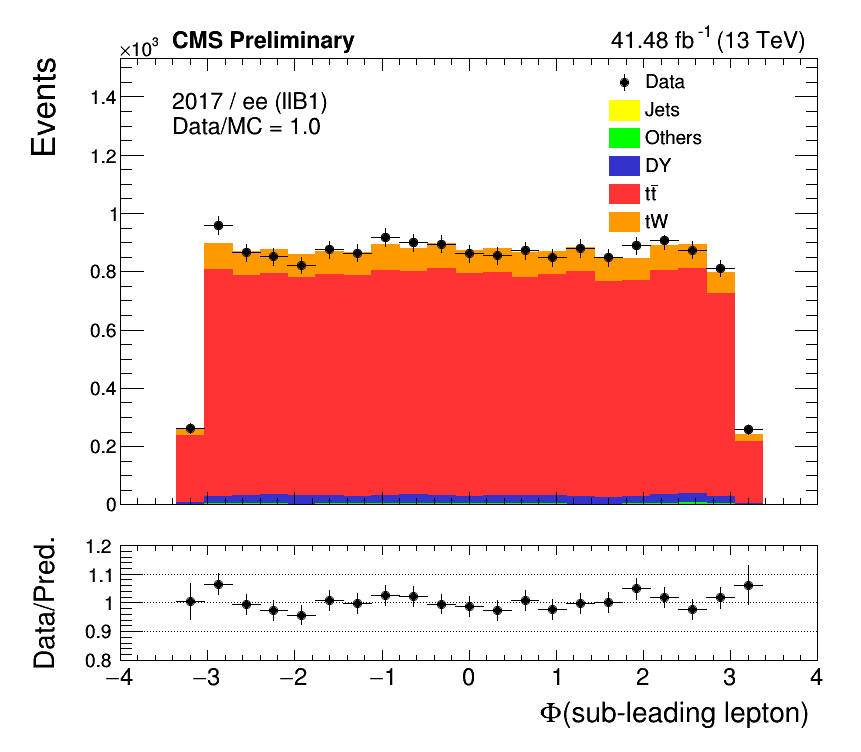 ×10³ CMS Preliminary 41.48 fb⁻¹ (13 TeV)
Events
2017 / ee (llB1)
Data/MC = 1.0
Data
Jets
Others
DY
tt̄
tW
1.4
1.2
1
0.8
0.6
0.4
0.2
0
Data/Pred.
1.2
1.1
1
0.9
0.8
−4 −3 −2 −1 0 1 2 3 4
Φ(sub-leading lepton)